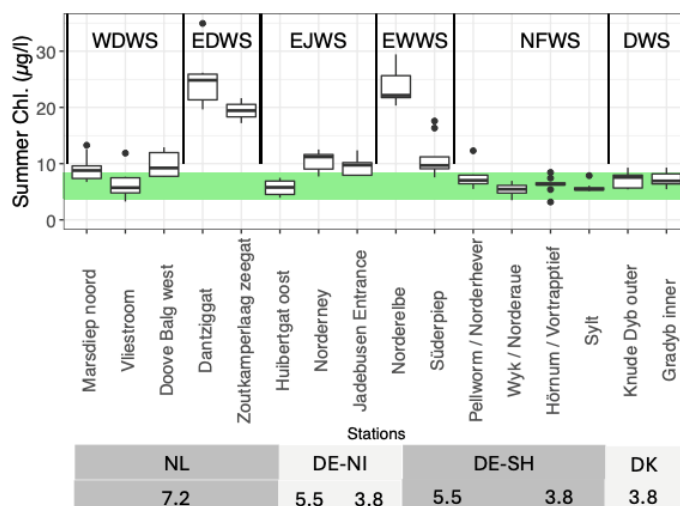 WDWS EDWS EJWS EWWS NFWS DWS
Summer Chl. (µg/l)
30
20
10
0
Marsdiep noord
Vliestroom
Doove Balg west
Dantziggat
Zoutkamperlaag zeegat
Huibertgat oost
Norderney
Jadebusen Entrance
Norderelbe
Süderpiep
Pellworm / Norderhever
Wyk / Norderaue
Hörnum / Vortrapptief
Sylt
Knude Dyb outer
Gradyb inner
Stations
NL DE-NI DE-SH DK
7.2 5.5 3.8 5.5 3.8 3.8